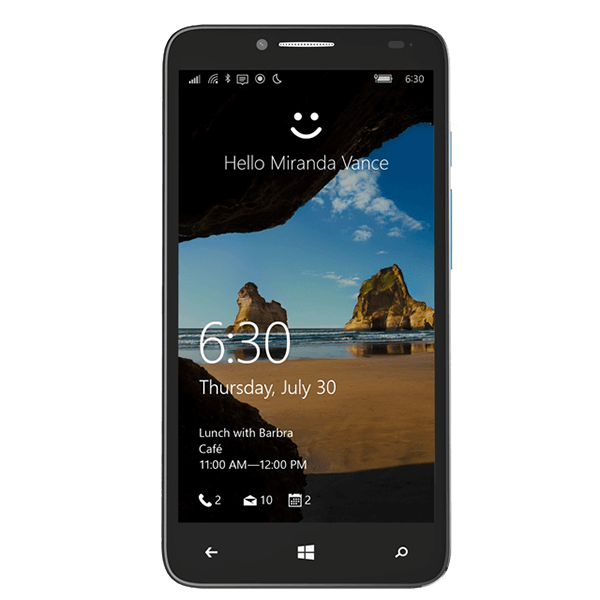 6:30
Hello Miranda Vance
6:30
Thursday, July 30
Lunch with Barbra
Café
11:00 AM—12:00 PM
2 10 2